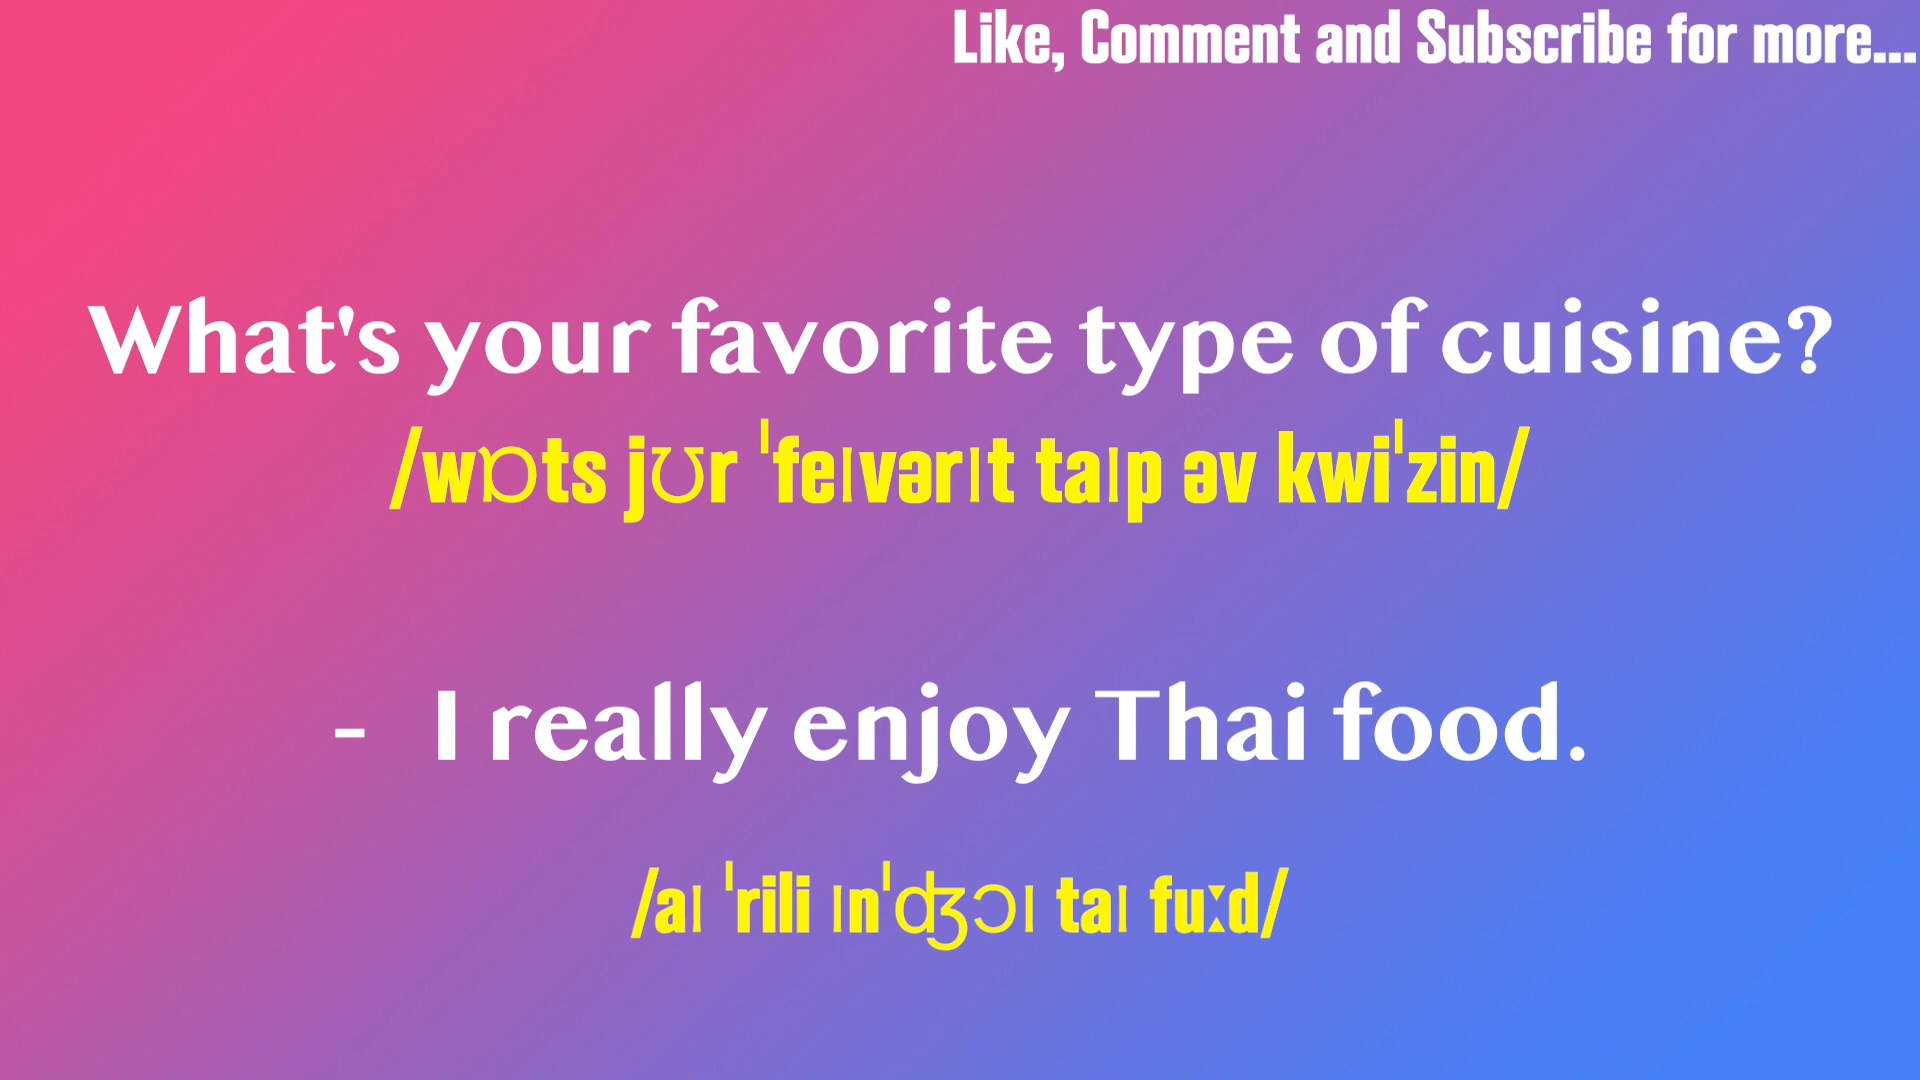 Like, Comment and Subscribe for more...
What's your favorite type of cuisine?
/wɒts jʊr ˈfeɪvərɪt taɪp əv kwiˈzin/
- I really enjoy Thai food.
/aɪ ˈrili ɪnˈʤɔɪ taɪ fuːd/